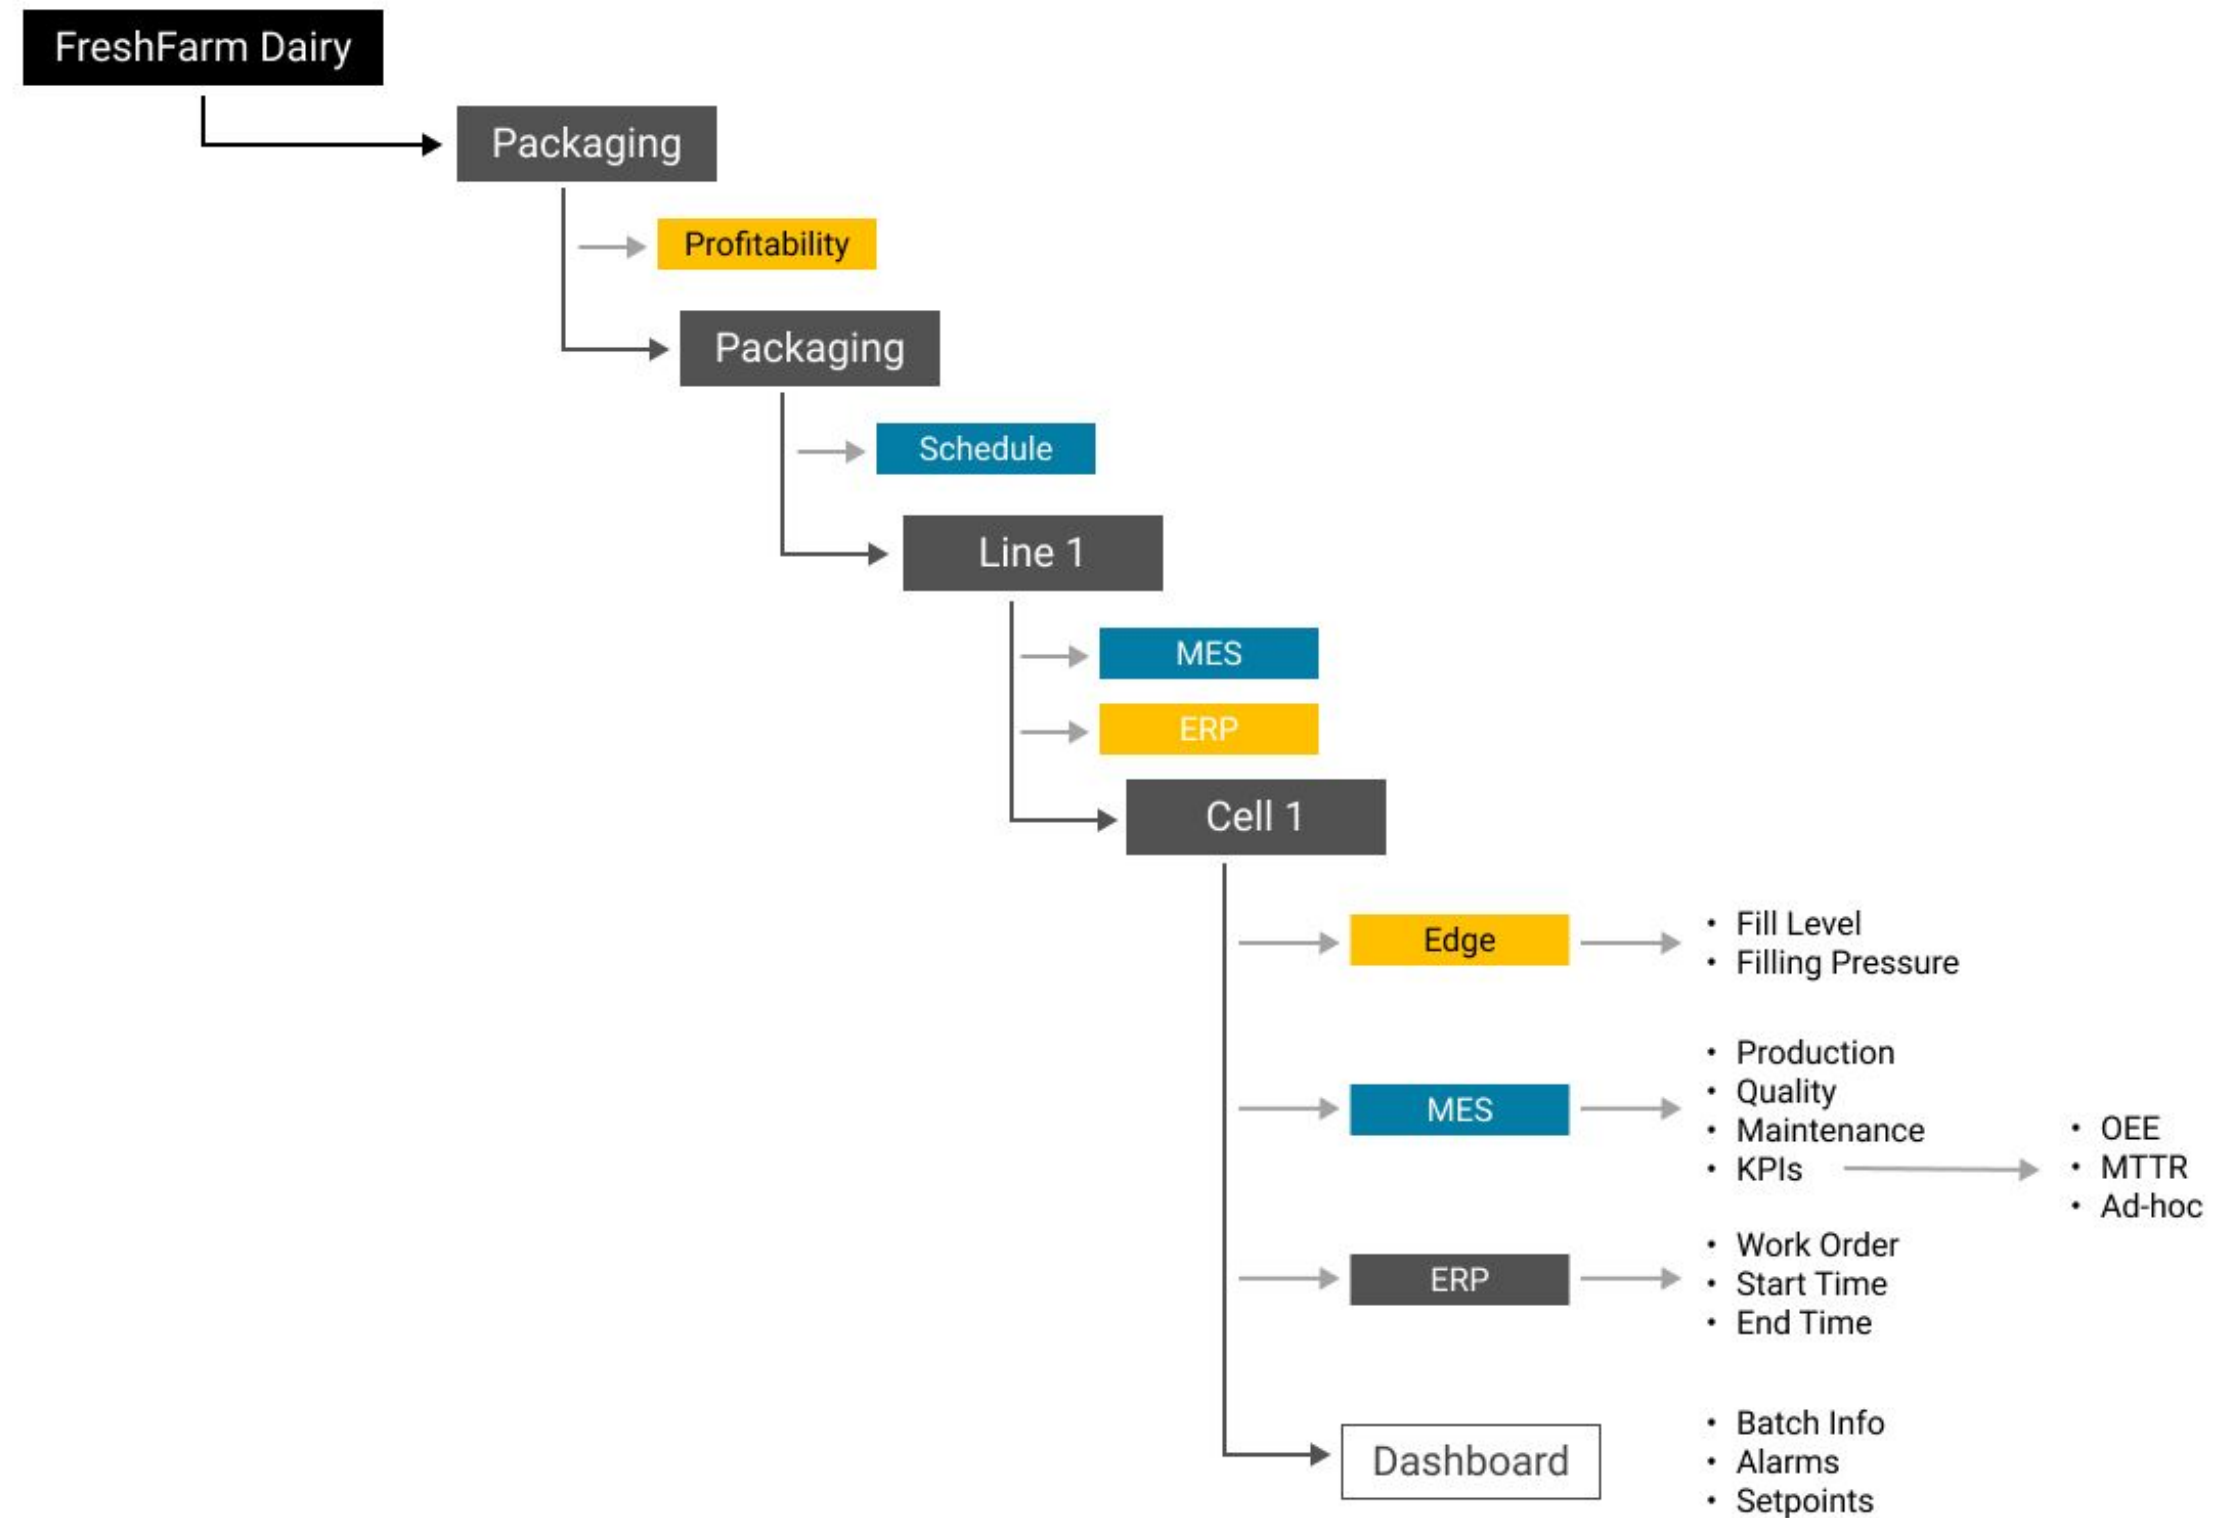 FreshFarm Dairy
Packaging
Profitability
Packaging
Schedule
Line 1
MES
ERP
Cell 1
Edge
• Fill Level
• Filling Pressure
MES
• Production
• Quality
• Maintenance
• KPIs
• OEE
• MTTR
• Ad-hoc
ERP
• Work Order
• Start Time
• End Time
Dashboard
• Batch Info
• Alarms
• Setpoints